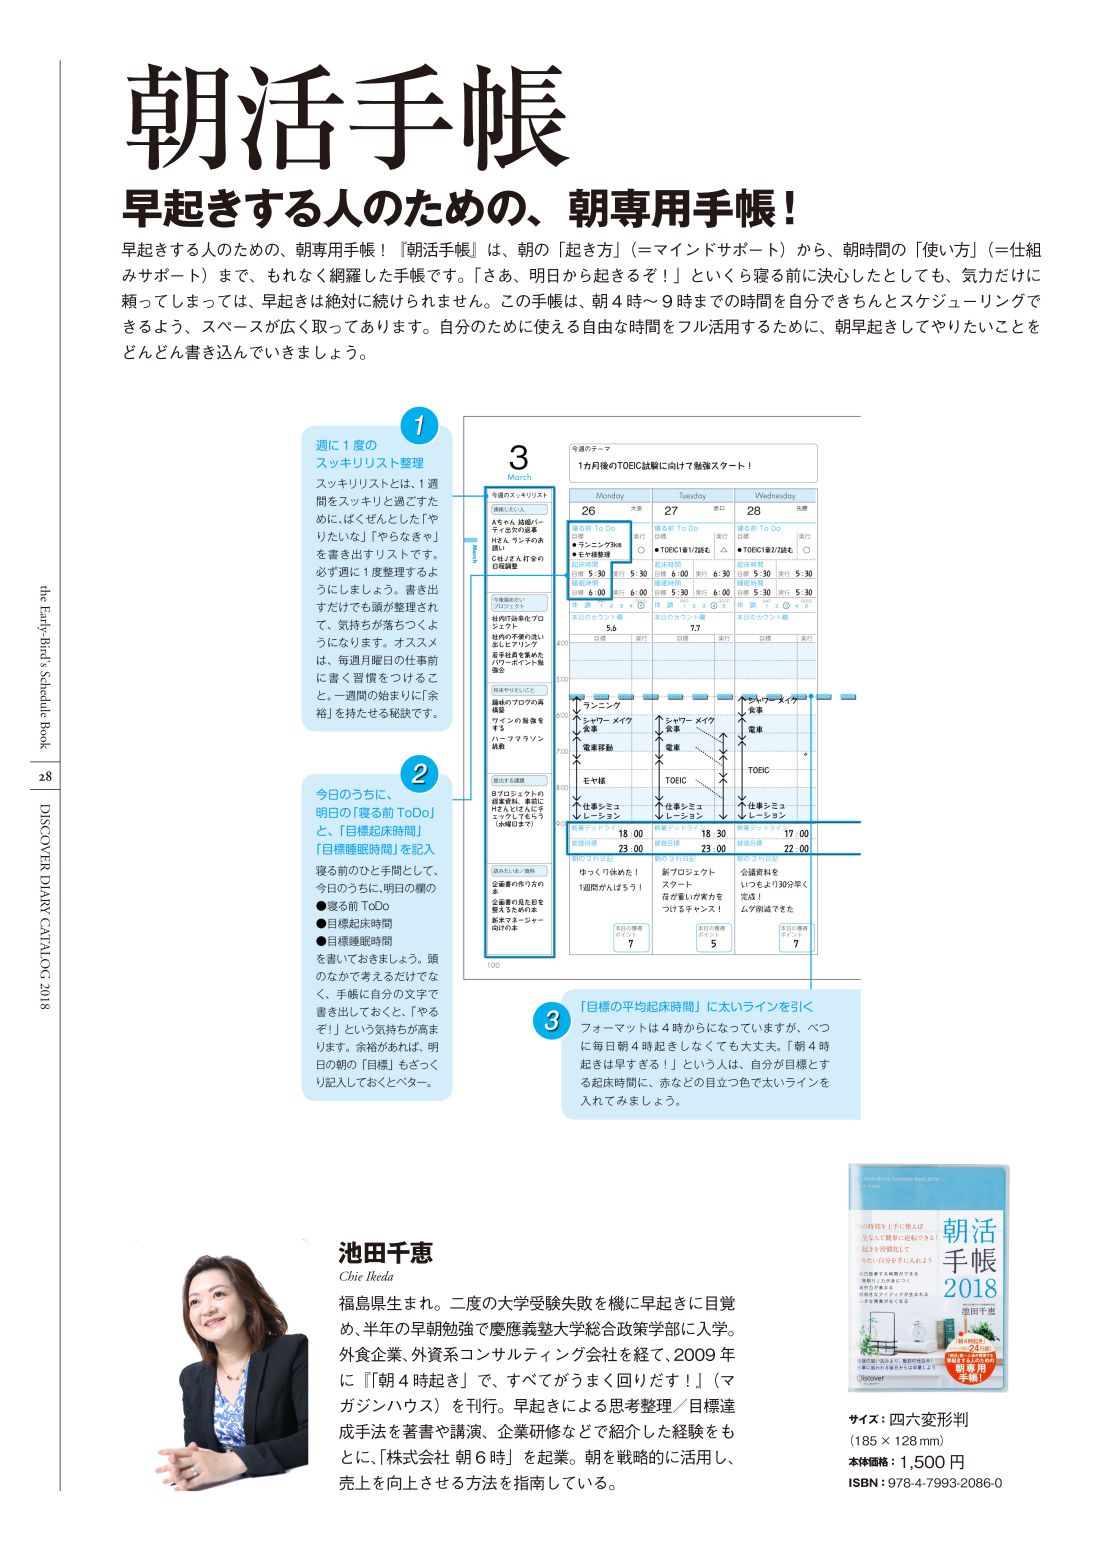 朝活手帳
早起きする人のための、朝専用手帳！
早起きする人のための、朝専用手帳！『朝活手帳』は、朝の「起き方」（＝マインドサポート）から、朝時間の「使い方」（＝仕組
みサポート）まで、もれなく網羅した手帳です。「さあ、明日から起きるぞ！」といくら寝る前に決心したとしても、気力だけに
頼ってしまっては、早起きは絶対に続けられません。この手帳は、朝４時〜９時までの時間を自分できちんとスケジューリングで
きるよう、スペースが広く取ってあります。自分のために使える自由な時間をフル活用するために、朝早起きしてやりたいことを
どんどん書き込んでいきましょう。
1
週に１度の
スッキリリスト整理
スッキリリストとは、１週
間をスッキリと過ごすた
めに、ばくぜんとした「や
りたいな」「やらなきゃ」
を書き出すリストです。
必ず週に１度整理するよ
うにしましょう。書き出
すだけでも頭が整理され
て、気持が落ちつくよ
うになります。オススメ
は、毎週月曜日の仕事前
に書く習慣をつけるこ
と。一週間の始まりに「余
裕」を持たせる秘訣です。
2
今日のうちに、
明日の「寝る前 ToDo」
と、「目標起床時間」
「目標睡眠時間」を記入
寝る前のひと手間として、
今日のうちに、明日の欄の
●寝る前 ToDo
●目標起床時間
●目標睡眠時間
を書いておきましょう。頭
のなかで考えるだけでな
く、手帳に自分の文字で
書き出しておくと、「やる
ぞ！」という気持ちが高ま
ります。余裕があれば、明
日の朝の「目標」もざっく
り記入しておくとベター。
3
March
今週のスッキリリスト
連絡したい人
Aちゃん 結婚パー
ティ出欠の返事
Hさん ランチのお
誘い
C社Jさん打合の
日程調整
今後進めたい
プロジェクト
社内IT効率化プロ
ジェクト
社内の不便の洗い
出しヒアリング
若手社員を集めた
パワーポイント勉
強会
将来やりたいこと
趣味のブログの再
構築
ワインの勉強を
する
ハーフマラソン
挑戦
提出する課題
Bプロジェクトの
提案資料、事前に
HさんとIさんにチ
ェックしてもらう
（水曜日まで）
読みたい本／資料
企画書の作り方の
本
企画書の見た目を
整えるための本
新米マネージャー
向けの本
100
March
今週のテーマ
1カ月後のTOEIC試験に向けて勉強スタート！
Monday Tuesday Wednesday
26 大安 27 赤口 28 先勝
寝る前 To Do 寝る前 To Do 寝る前 To Do
目標 実行 目標 実行 目標 実行
●ランニング3km
●モヤ様整理 ○ ●TOEIC1章1/2読む △ ●TOEIC1章2/2読む ○
起床時間 起床時間 起床時間
目標 5:30 実行 5:30 目標 6:00 実行 6:30 目標 5:30 実行 5:30
睡眠時間 睡眠時間 睡眠時間
目標 6:00 実行 6:00 目標 5:30 実行 6:00 目標 5:30 実行 6:00
体 調 1 2 3 4 5 体 調 1 2 3 4 5 体 調 1 2 3 4 5
本日のカウント欄 本日のカウント欄 本日のカウント欄
5.6 7.7
目標 実行 目標 実行 目標 実行
4:00
5:00
6:00
7:00
8:00
9:00
ランニング
シャワー メイク
食事
電車移動
モヤ様
仕事シミュ
レーション
シャワー メイク
食事
電車
TOEIC
仕事シミュ
レーション
シャワー メイク
食事
電車
TOEIC
仕事シミュ
レーション
終業デッドライン 18:00 終業デッドライン 18:30 終業デッドライン 17:00
就寝目標 23:00 就寝目標 23:00 就寝目標 22:00
朝の３行日記 朝の３行日記 朝の３行日記
ゆっくり休めた！
1週間がんばろう！
新プロジェクト
スタート
荷が重いが実力を
つけるチャンス！
会議資料を
いつもより30分早く
完成！
ムダ削減できた
本日の獲得
ポイント
7
本日の獲得
ポイント
5
本日の獲得
ポイント
7
3
「目標の平均起床時間」に太いラインを引く
フォーマットは４時からになっていますが、べつ
に毎日朝４時起きしなくても大丈夫。「朝４時
起きは早すぎる！」という人は、自分が目標とす
る起床時間に、赤などの目立つ色で太いラインを
入れてみましょう。
the Early-Bird's Schedule Book
28
DISCOVER DIARY CATALOG 2018
池田千恵
Chie Ikeda
福島県生まれ。二度の大学受験失敗を機に早起きに目覚
め、半年の早朝勉強で慶應義塾大学総合政策学部に入学。
外食企業、外資系コンサルティング会社を経て、2009 年
に『「朝４時起き」で、すべてがうまく回りだす！』（マ
ガジンハウス）を刊行。早起きによる思考整理／目標達
成手法を著書や講演、企業研修などで紹介した経験をも
とに、「株式会社 朝６時」を起業。朝を戦略的に活用し、
売上を向上させる方法を指南している。
朝活
手帳
2018
池田千恵
「朝4時起き」
24万部!
早起きする人のための
朝専用
手帳!
Discover
サイズ：四六変形判
（185 × 128 mm）
本体価格：1,500 円
ISBN：978-4-7993-2086-0